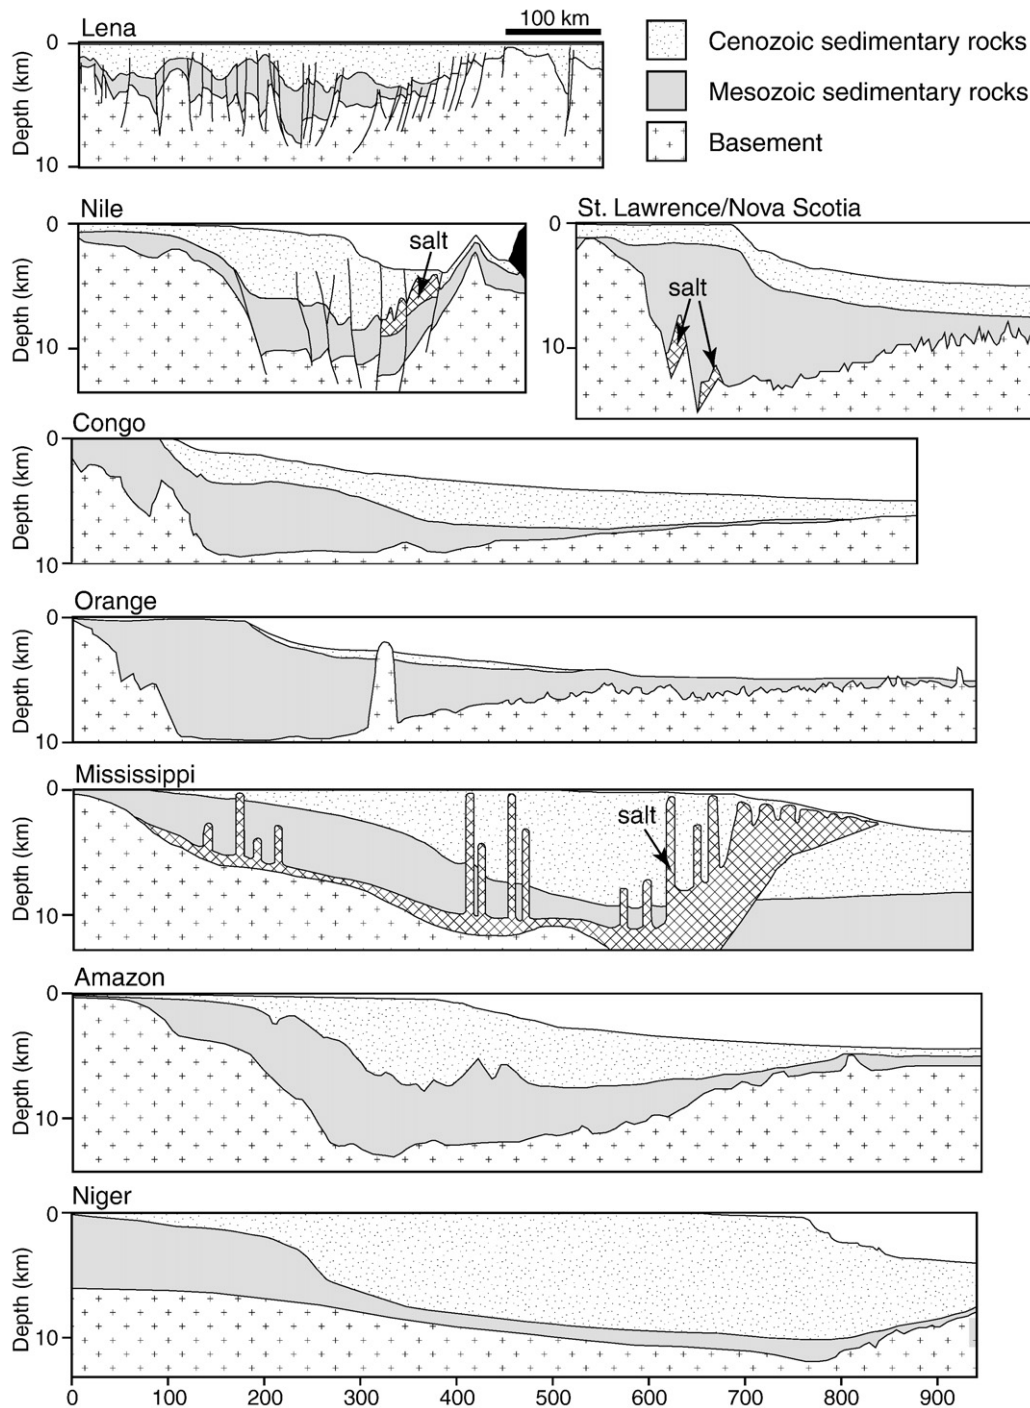 Lena
100 km
0
Depth (km)
10
Cenozoic sedimentary rocks
Mesozoic sedimentary rocks
Basement
Nile
0
Depth (km)
10
salt
St. Lawrence/Nova Scotia
0
Depth (km)
10
salt
Congo
0
Depth (km)
10
Orange
0
Depth (km)
10
Mississippi
0
Depth (km)
10
salt
Amazon
0
Depth (km)
10
Niger
0
Depth (km)
10
0 100 200 300 400 500 600 700 800 900